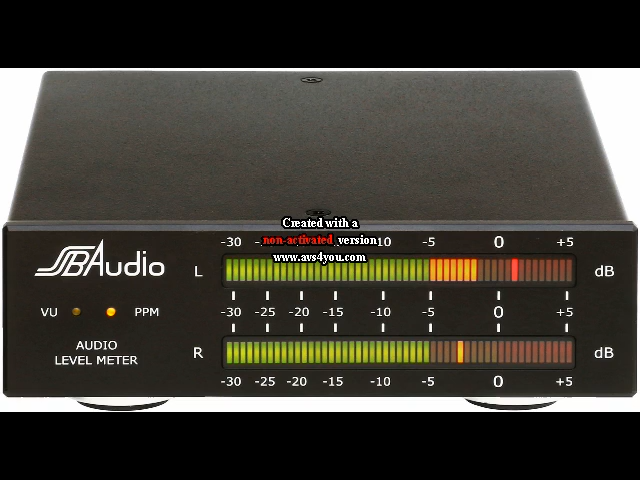 Created with a
non-activated version
www.avs4you.com
-30 -10 -5 0 +5
SBAudio
L dB
VU PPM
-30 -25 -20 -15 -10 -5 0 +5
AUDIO
LEVEL METER
R dB
-30 -25 -20 -15 -10 -5 0 +5